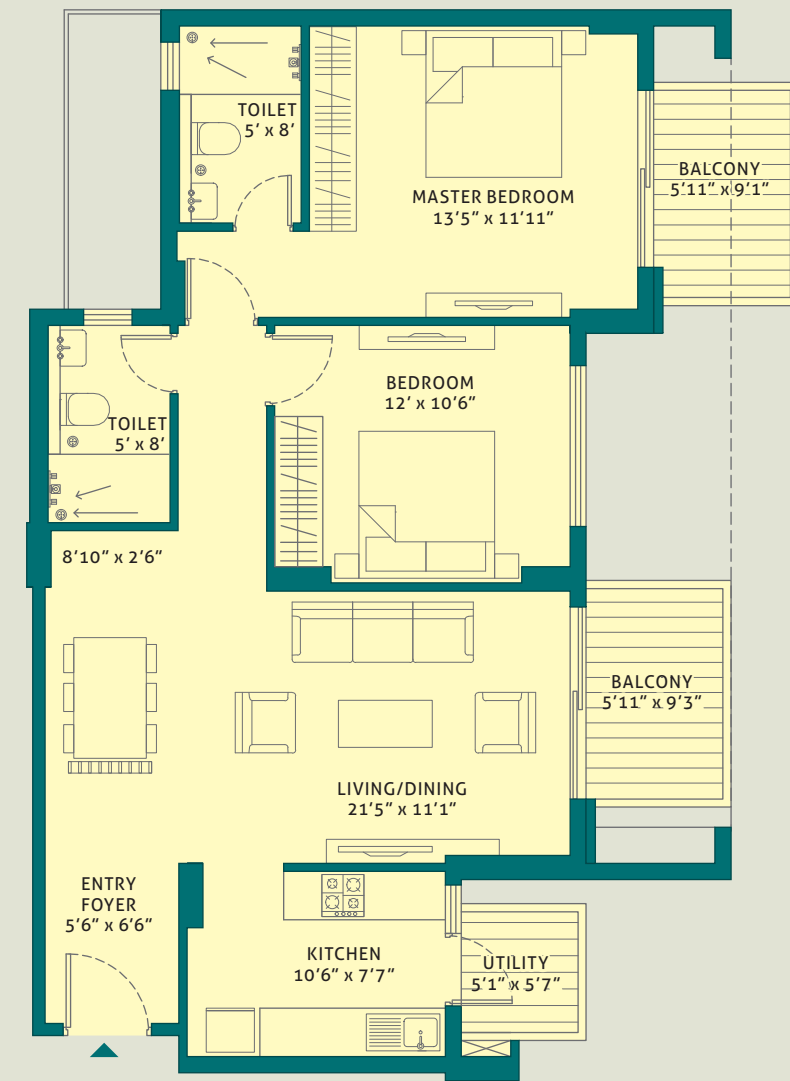 TOILET
5’ x 8’
MASTER BEDROOM
13’5” x 11’11”
BALCONY
5’11” x 9’1”
BEDROOM
12’ x 10’6”
TOILET
5’ x 8’
8’10” x 2’6”
BALCONY
5’11” x 9’3”
LIVING/DINING
21’5” x 11’1”
ENTRY
FOYER
5’6” x 6’6”
KITCHEN
10’6” x 7’7”
UTILITY
5’1” x 5’7”